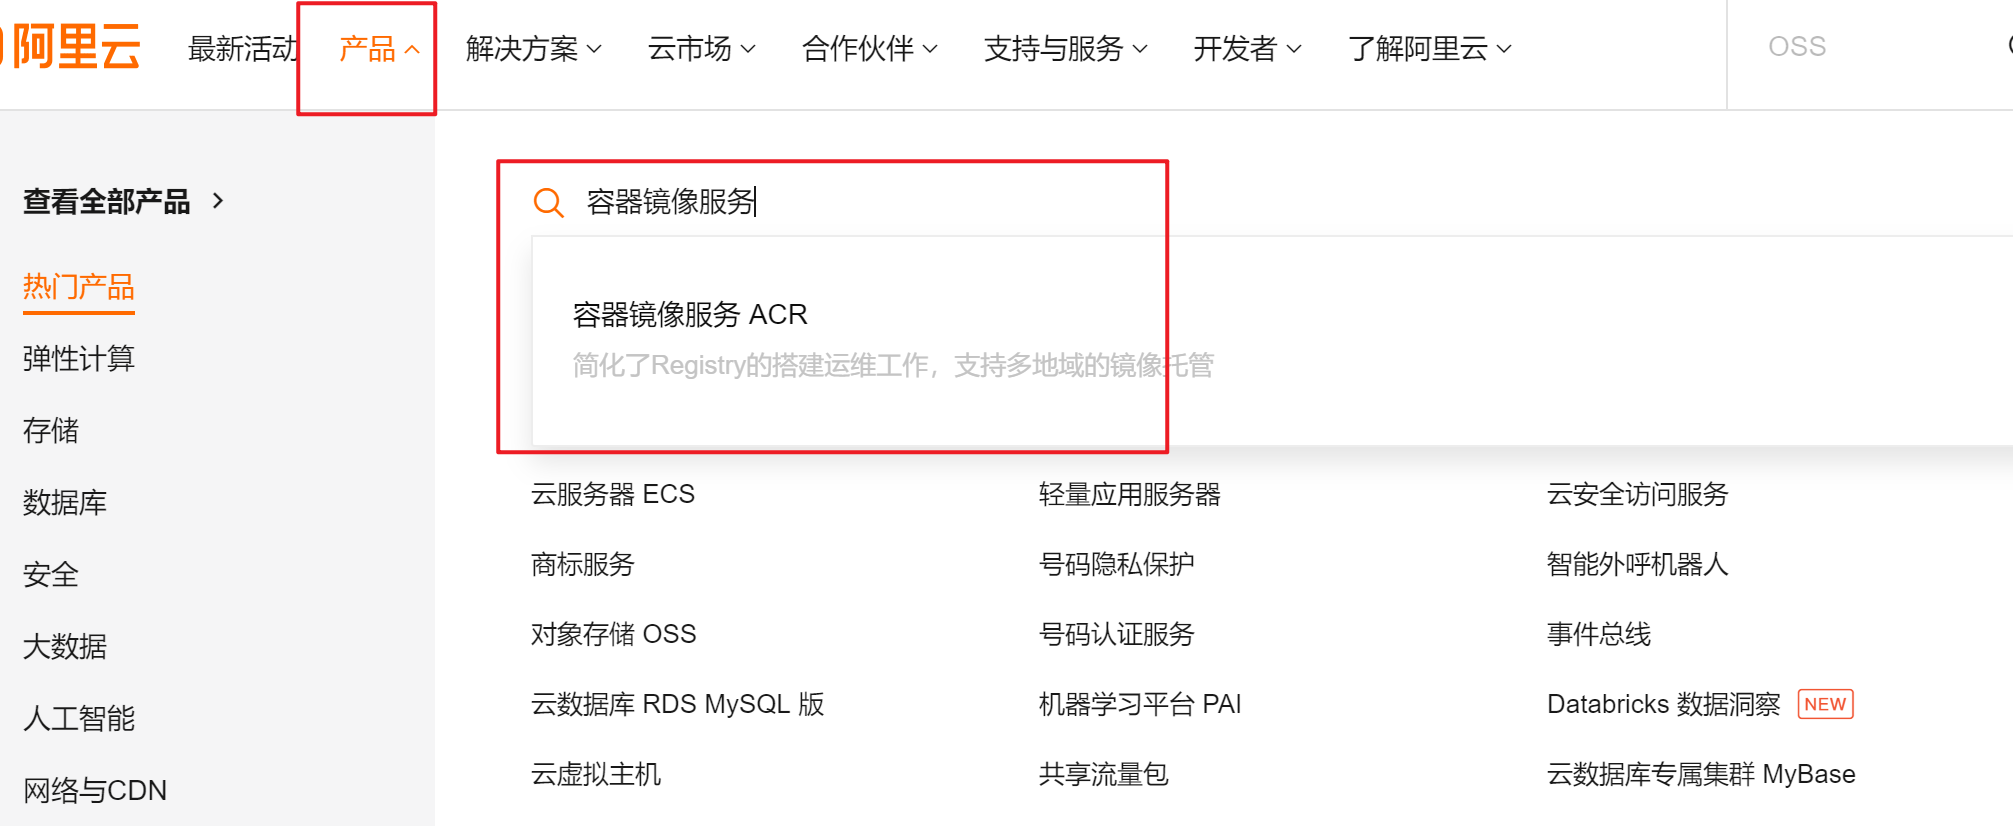 阿里云
最新活动 产品 解决方案 云市场 合作伙伴 支持与服务 开发者 了解阿里云 OSS
查看全部产品
容器镜像服务
热门产品
容器镜像服务 ACR
简化了Registry的搭建运维工作，支持多地域的镜像托管
弹性计算
存储
数据库
安全
大数据
人工智能
网络与CDN
云服务器 ECS 轻量应用服务器 云安全访问服务
商标服务 号码隐私保护 智能外呼机器人
对象存储 OSS 号码认证服务 事件总线
云数据库 RDS MySQL 版 机器学习平台 PAI Databricks 数据洞察 NEW
云虚拟主机 共享流量包 云数据库专属集群 MyBase